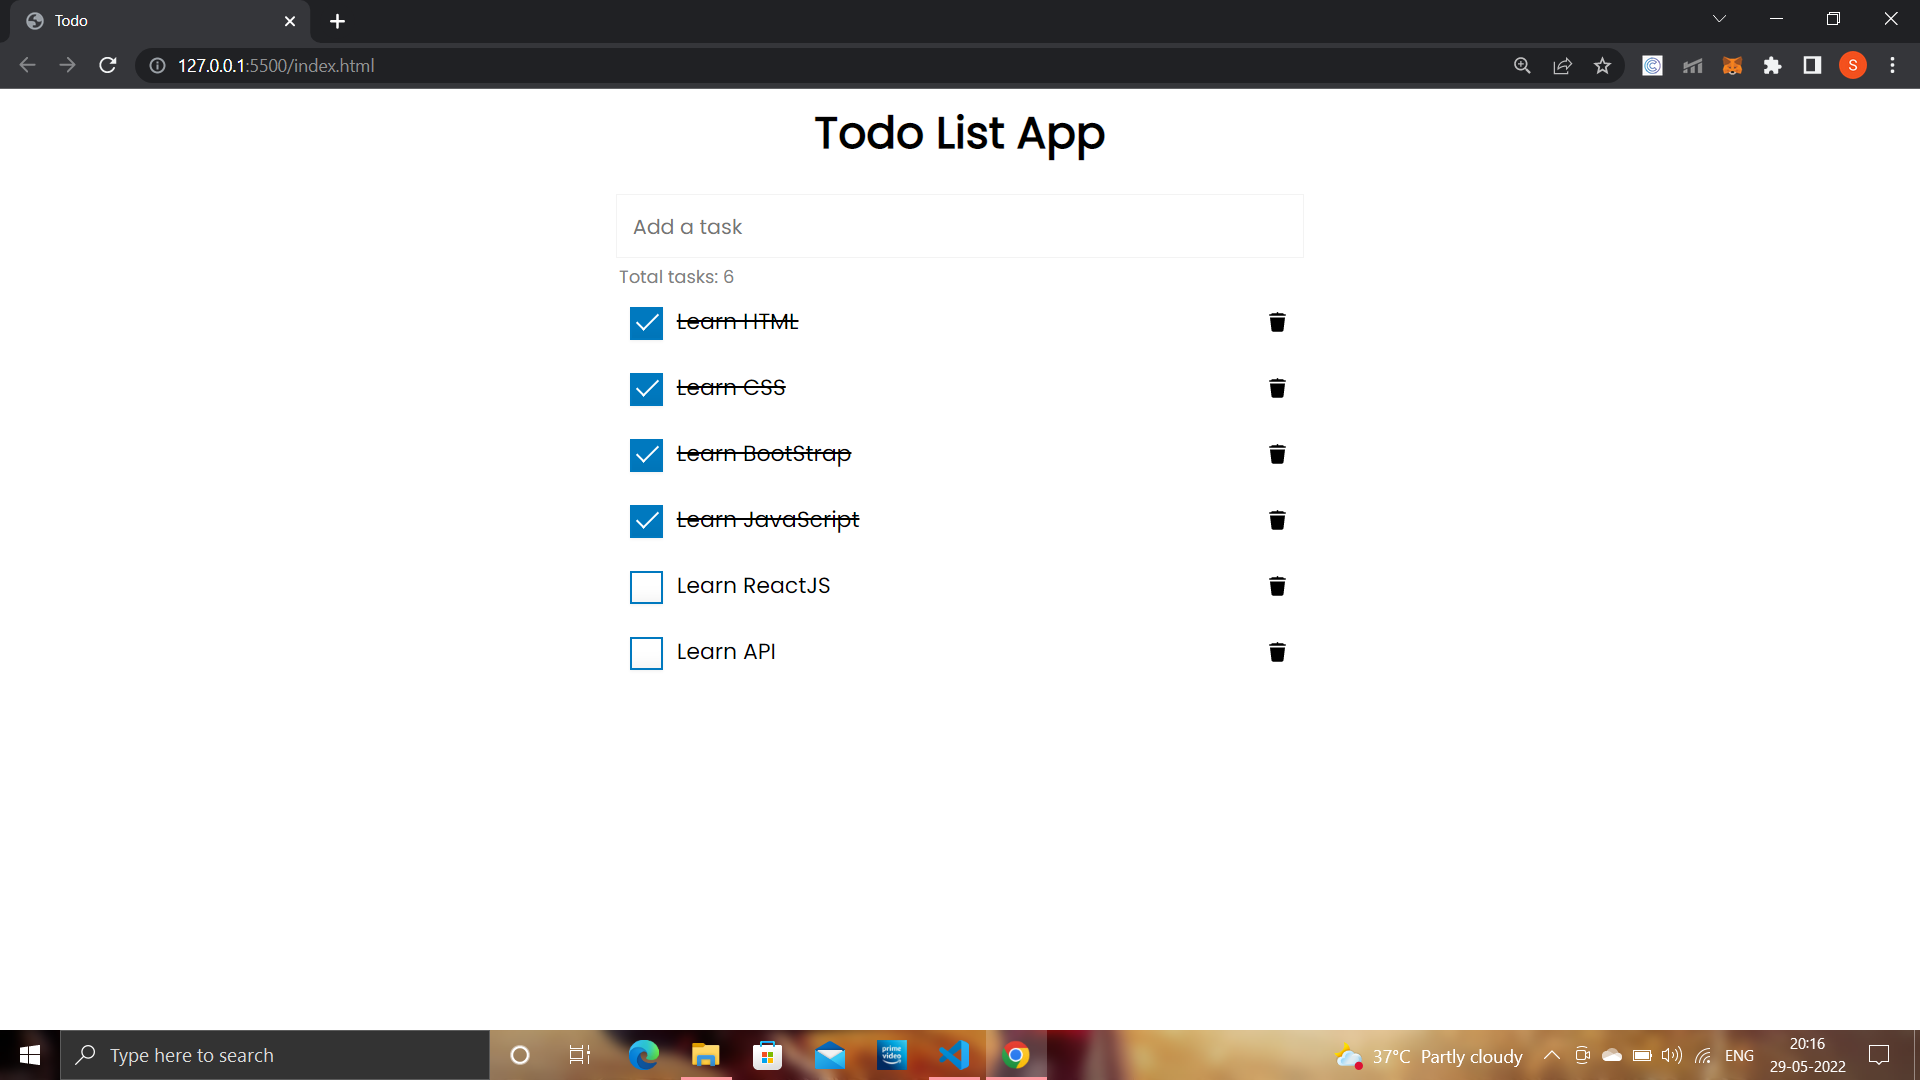 Todo
127.0.0.1:5500/index.html
S
Todo List App
Add a task
Total tasks: 6
Learn HTML
Learn CSS
Learn BootStrap
Learn JavaScript
Learn ReactJS
Learn API
Type here to search
prime video
37°C Partly cloudy
ENG
20:16
29-05-2022